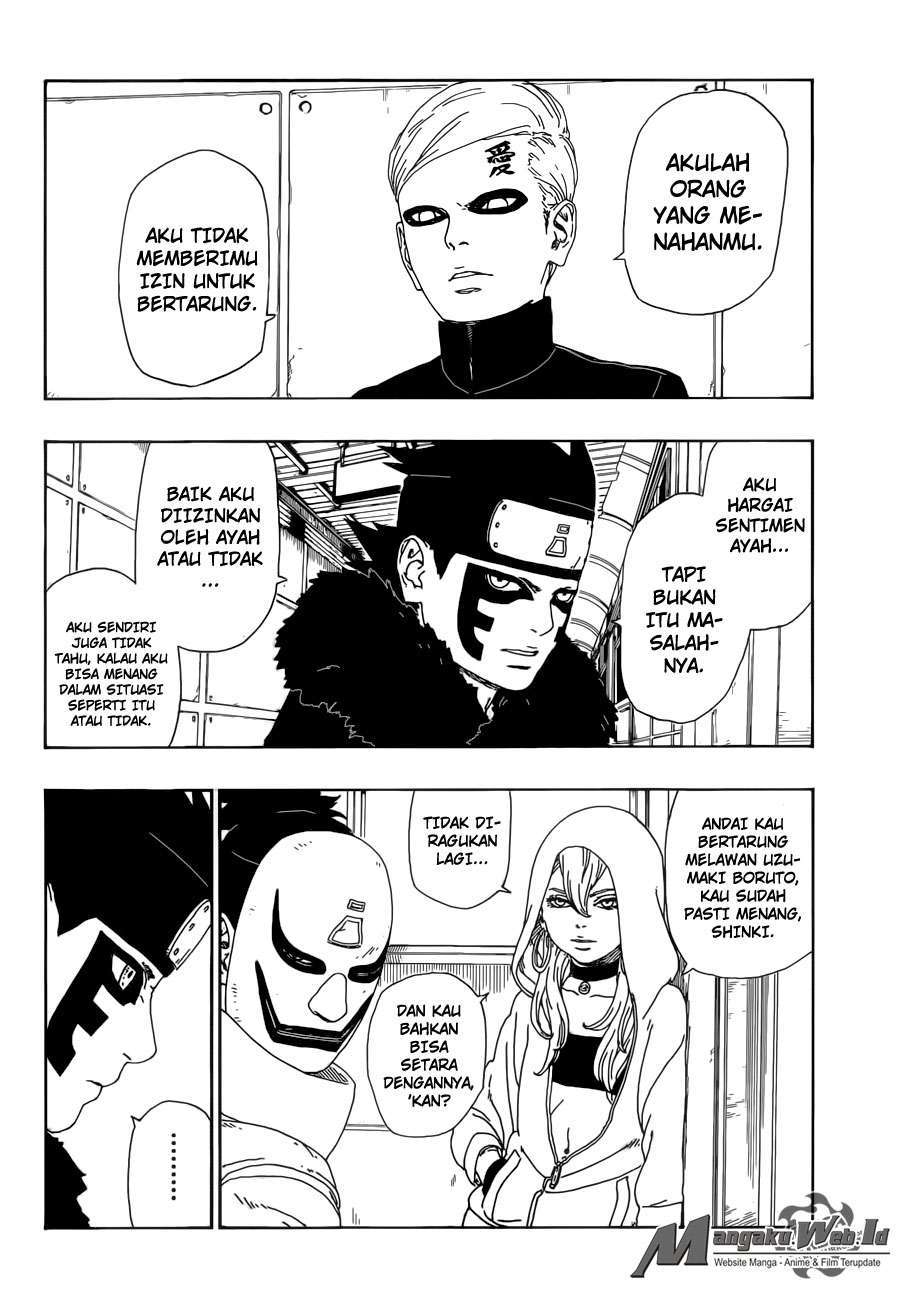 AKULAH
ORANG
YANG ME-
NAHANMU.
AKU TIDAK
MEMBERIMU
IZIN UNTUK
BERTARUNG.
愛
AKU
HARGAI
SENTIMEN
AYAH...
TAPI
BUKAN
ITU MA-
SALAH-
NYA.
BAIK AKU
DIIZINKAN
OLEH AYAH
ATAU TIDAK
...
AKU SENDIRI
JUGA TIDAK
TAHU, KALAU AKU
BISA MENANG
DALAM SITUASI
SEPERTI ITU
ATAU TIDAK.
ANDAI KAU
BERTARUNG
MELAWAN UZU-
MAKI BORUTO,
KAU SUDAH
PASTI MENANG,
SHINKI.
TIDAK DI-
RAGUKAN
LAGI...
DAN KAU
BAHKAN
BISA
SETARA
DENGANNYA,
'KAN?
.........
Mangaku.Web.Id
Website Manga - Anime & Film Terupdate